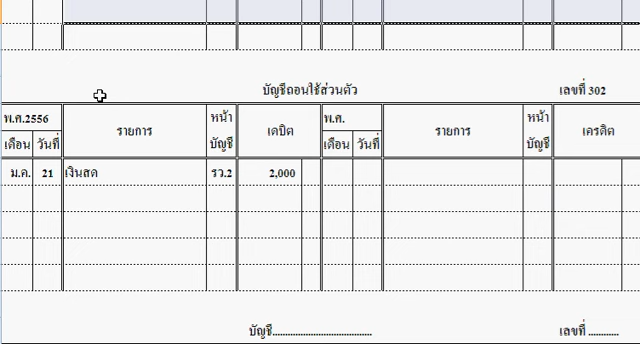 บัญชีถอนใช้ส่วนตัว เลขที่ 302
พ.ศ.2556 รายการ หน้า เดบิต พ.ศ. รายการ หน้า เครดิต
เดือน วันที่ บัญชี เดือน วันที่ บัญชี
ม.ค. 21 เงินสด รว.2 2,000
บัญชี...................................... เลขที่ ............